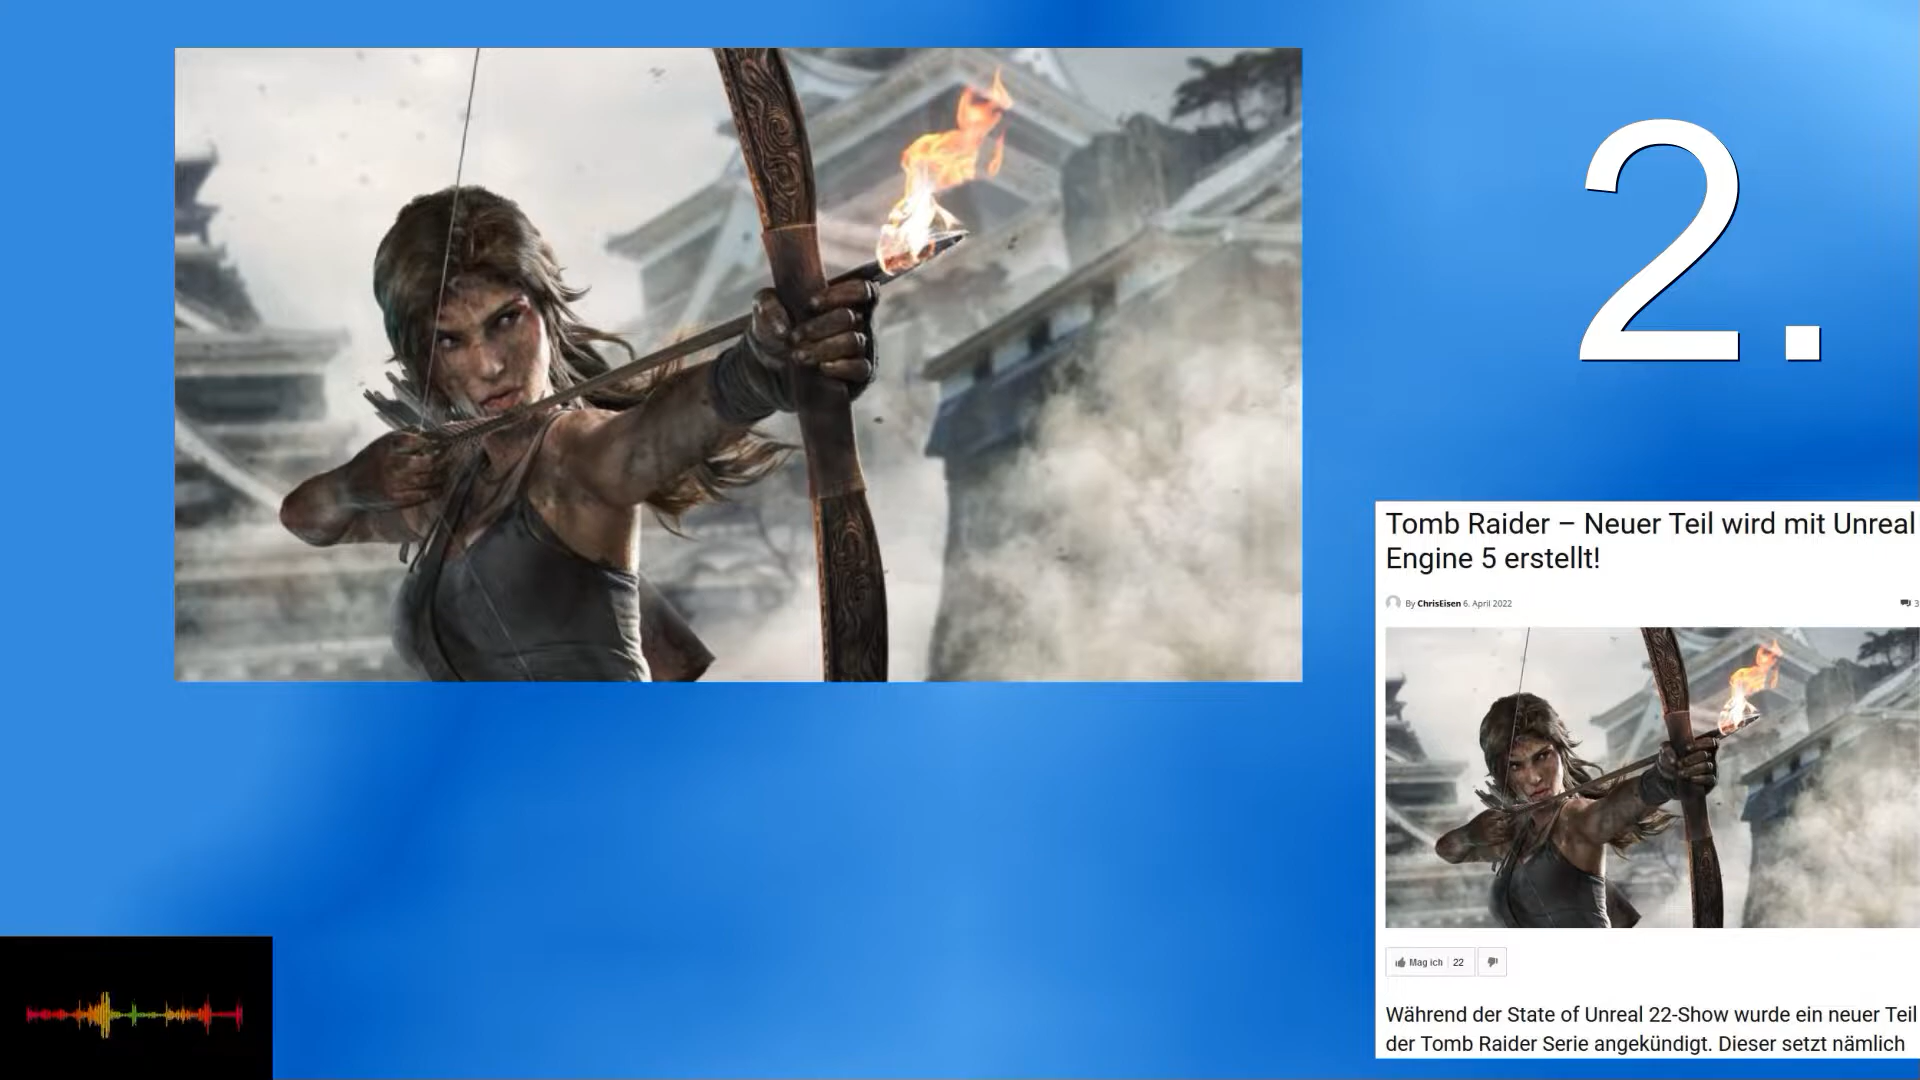 2.
Tomb Raider – Neuer Teil wird mit Unreal
Engine 5 erstellt!
By ChrisEisen 6. April 2022
3
Mag ich 22
Während der State of Unreal 22-Show wurde ein neuer Teil
der Tomb Raider Serie angekündigt. Dieser setzt nämlich